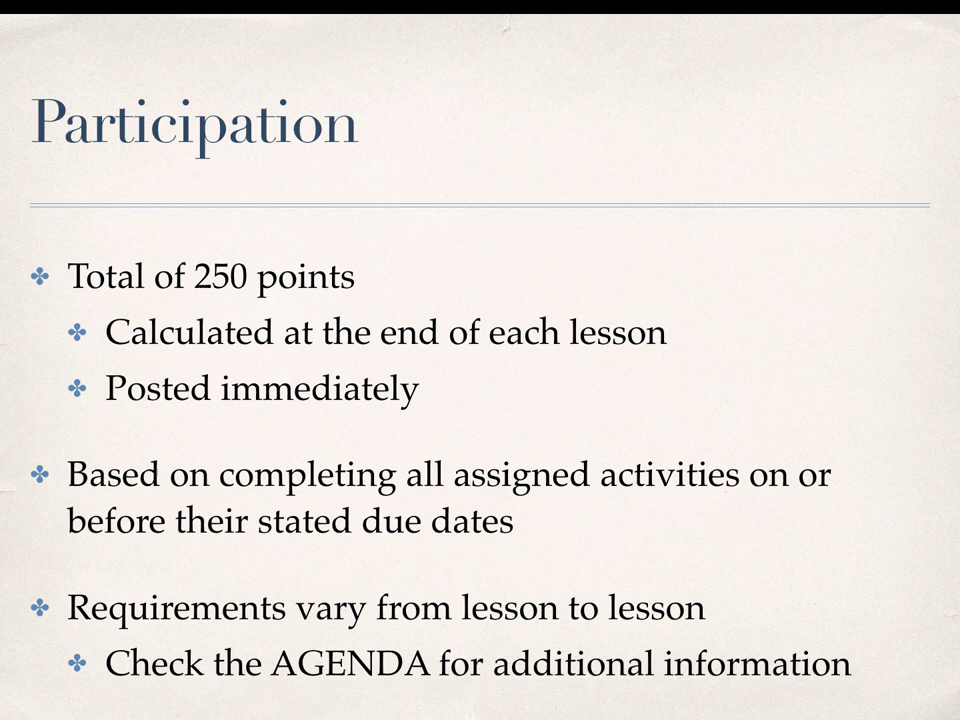 Participation
Total of 250 points
Calculated at the end of each lesson
Posted immediately
Based on completing all assigned activities on or
before their stated due dates
Requirements vary from lesson to lesson
Check the AGENDA for additional information